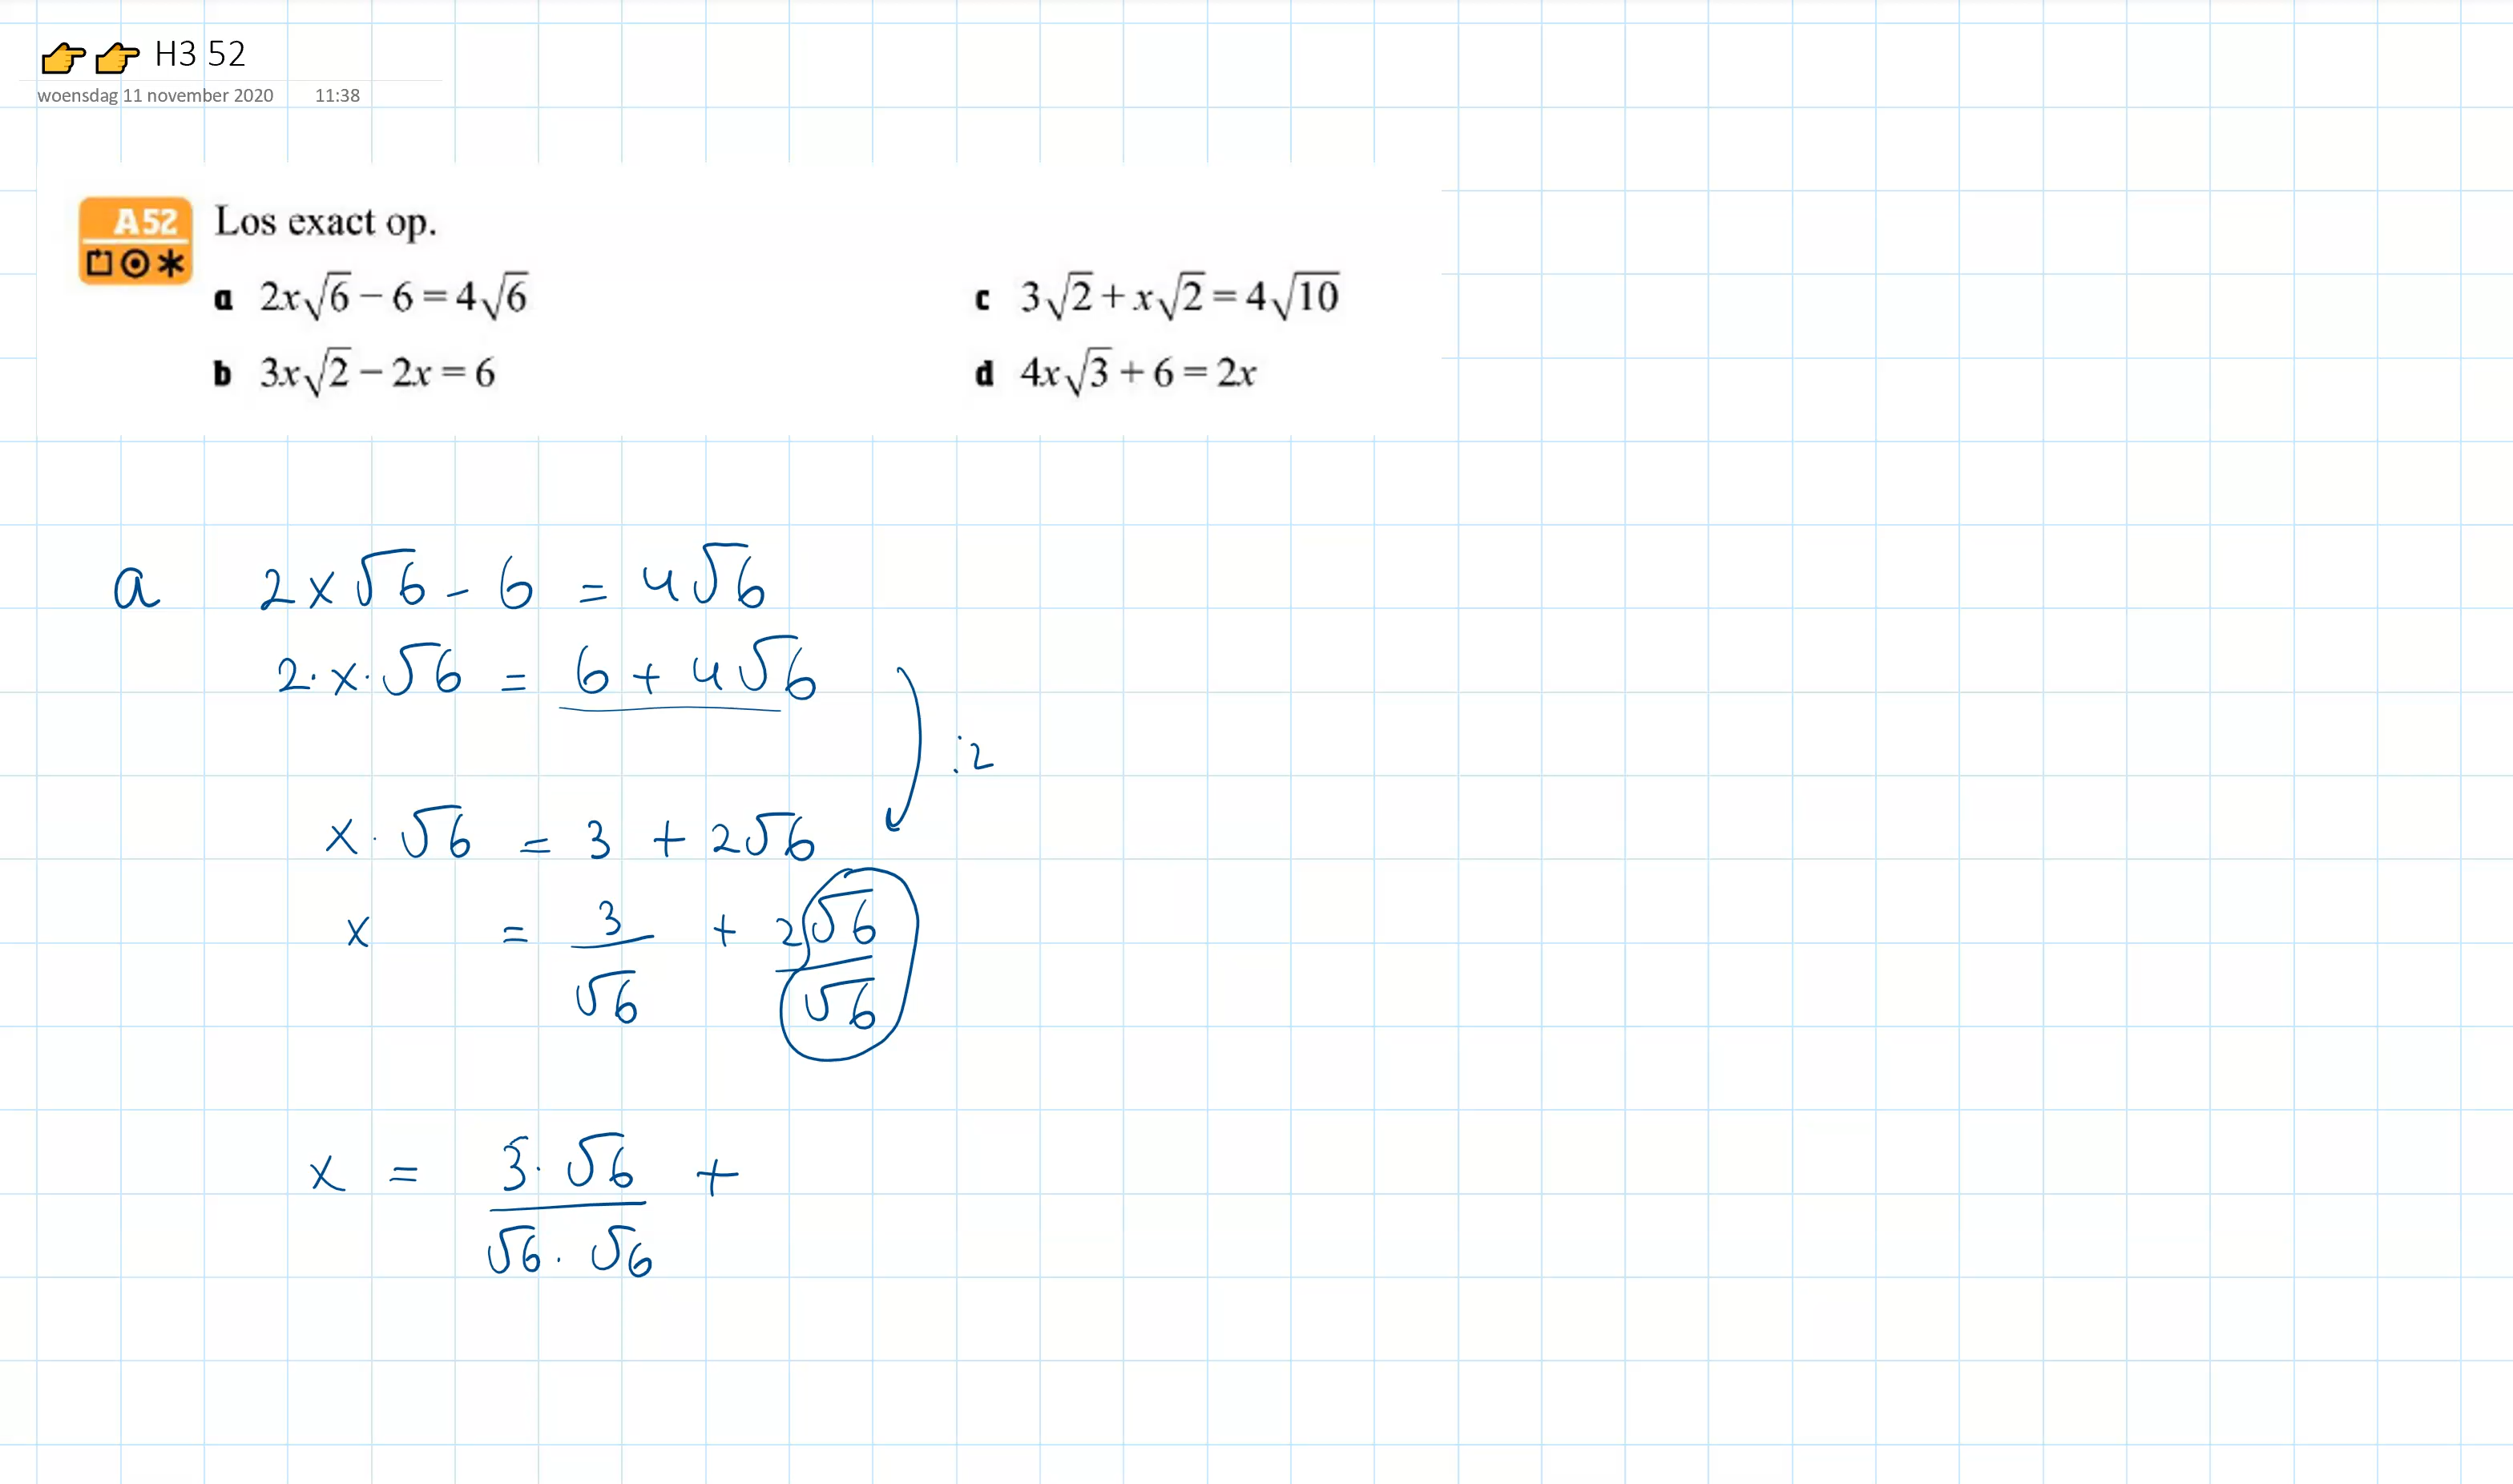 👉👉 H3 52
woensdag 11 november 2020 11:38
A52 Los exact op.
a 2x√6 − 6 = 4√6
c 3√2 + x√2 = 4√10
b 3x√2 − 2x = 6
d 4x√3 + 6 = 2x
a 2x√6 - 6 = 4√6
2·x·√6 = 6 + 4√6
:2
x·√6 = 3 + 2√6
x = 3/√6 + 2√6/√6
x = 3·√6/√6·√6 +